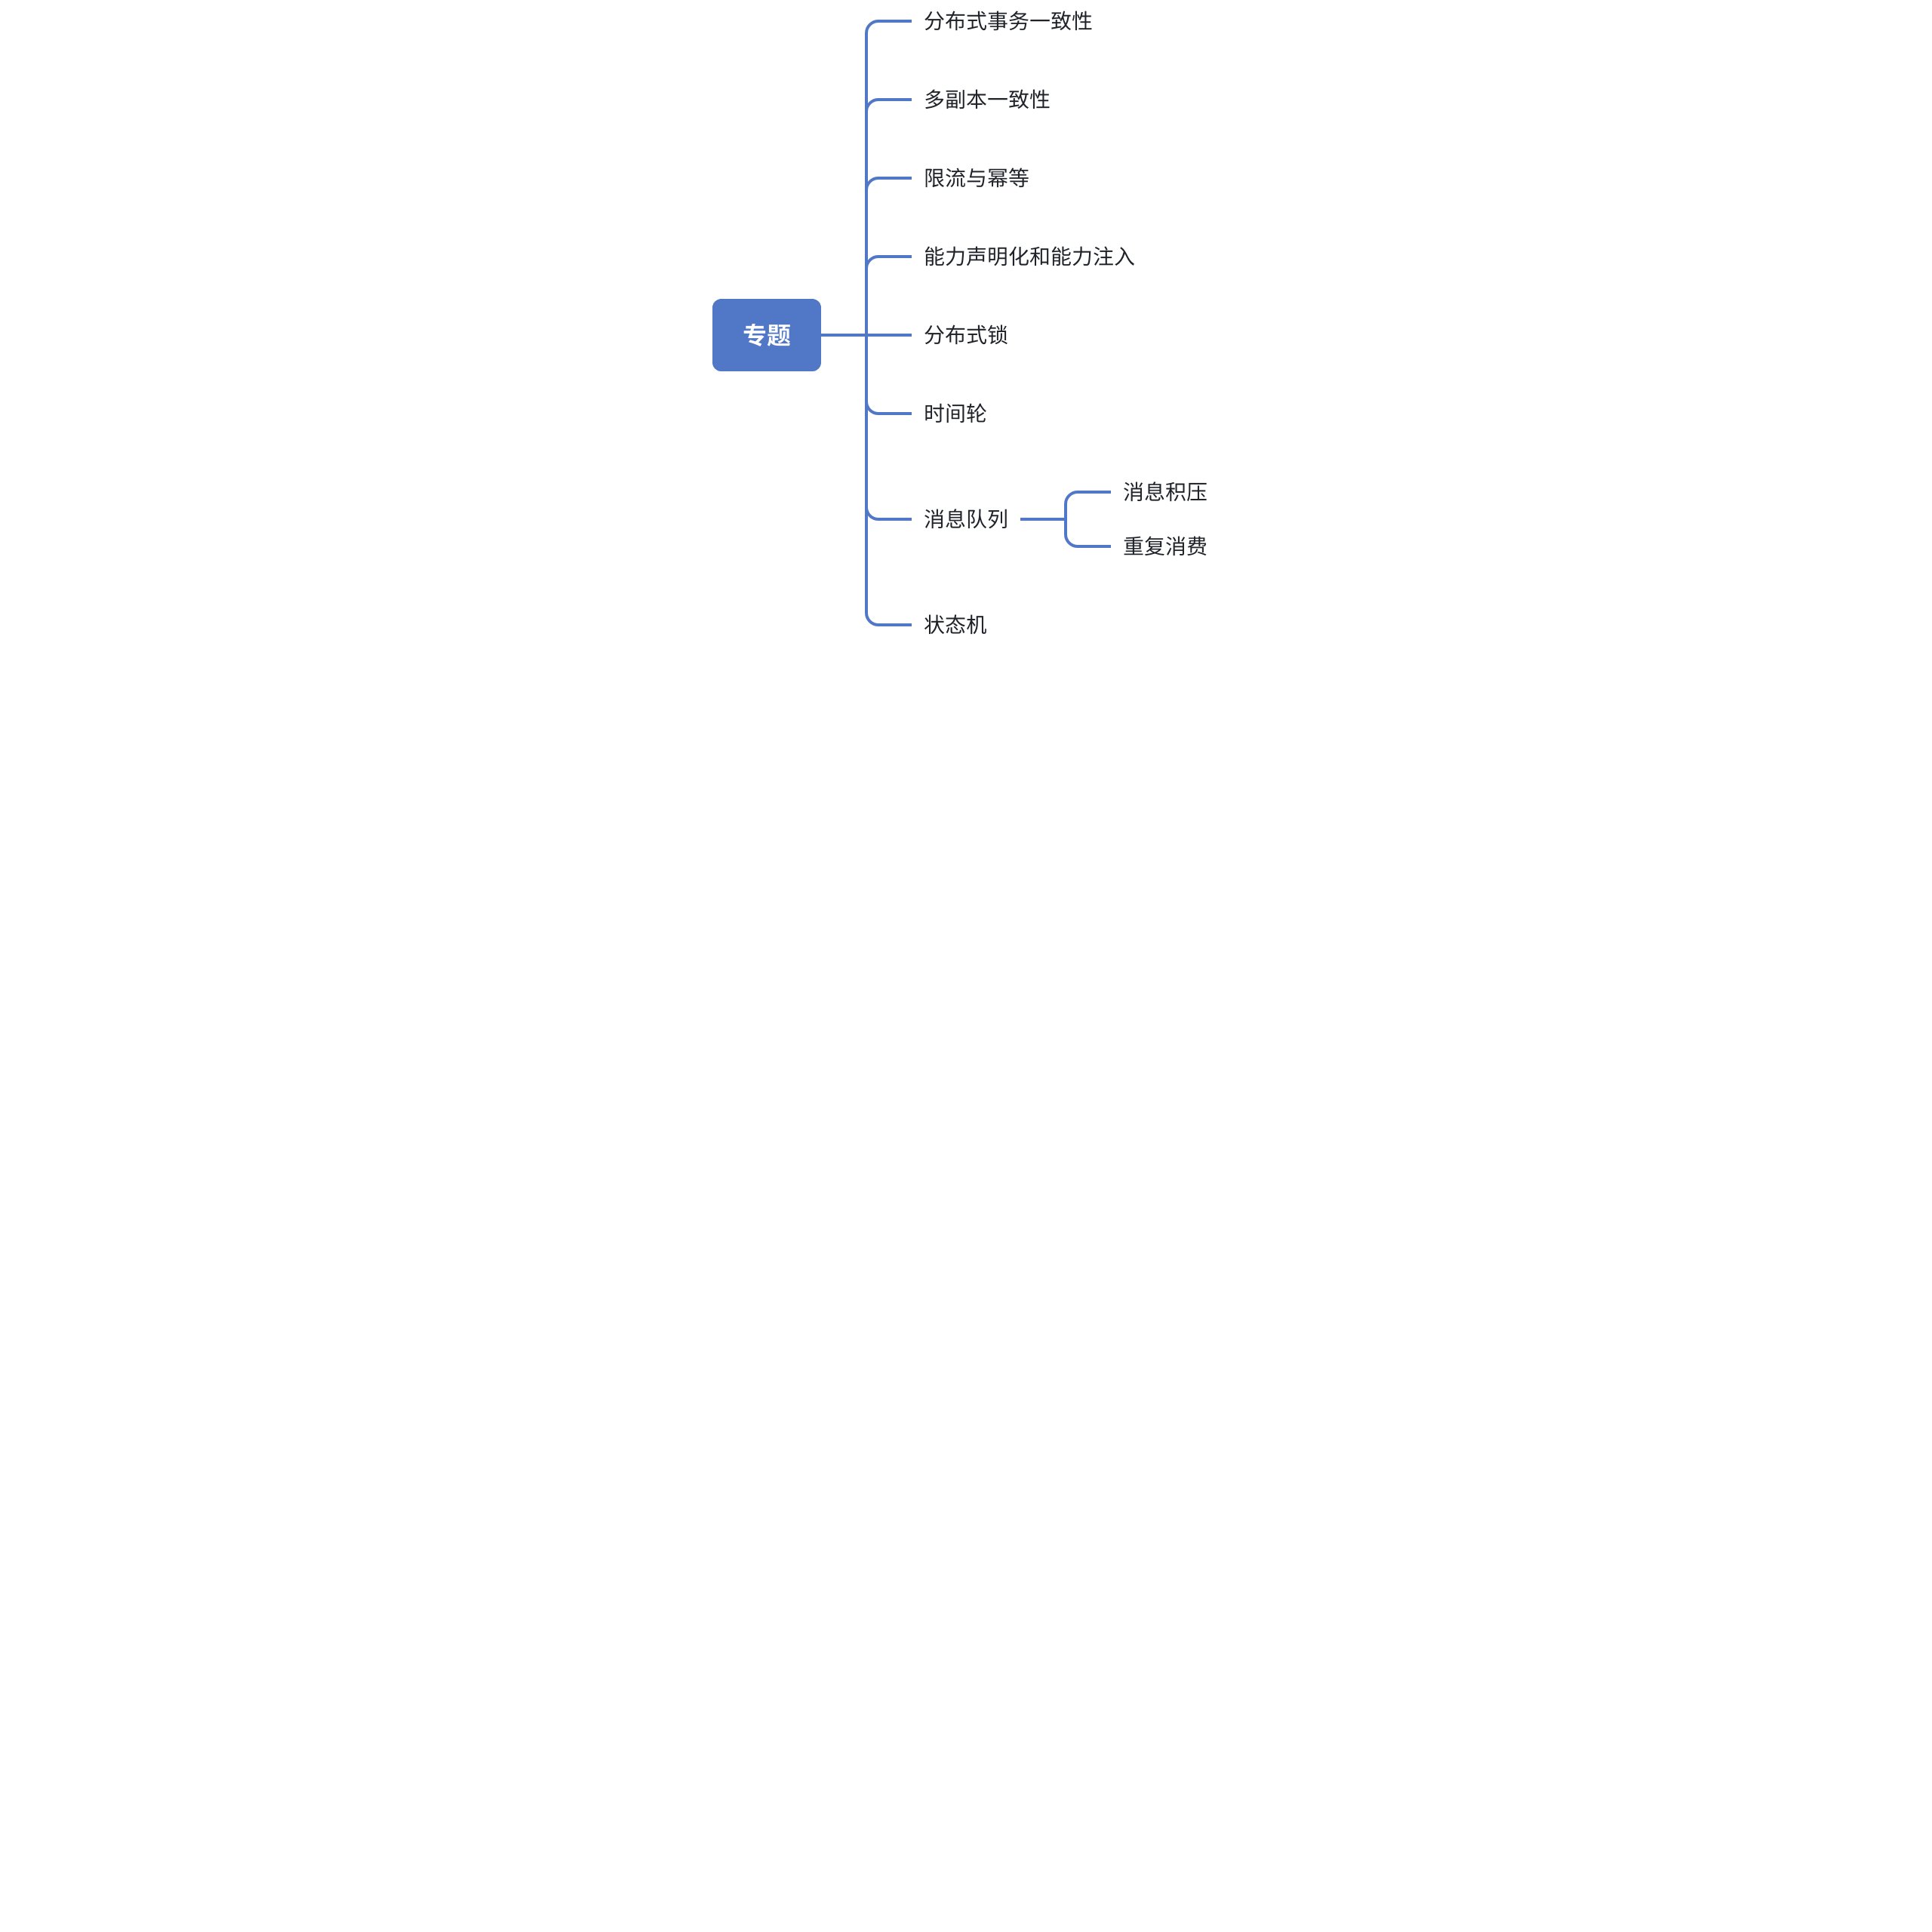 分布式事务一致性
多副本一致性
限流与幂等
能力声明化和能力注入
专题
分布式锁
时间轮
消息队列
消息积压
重复消费
状态机